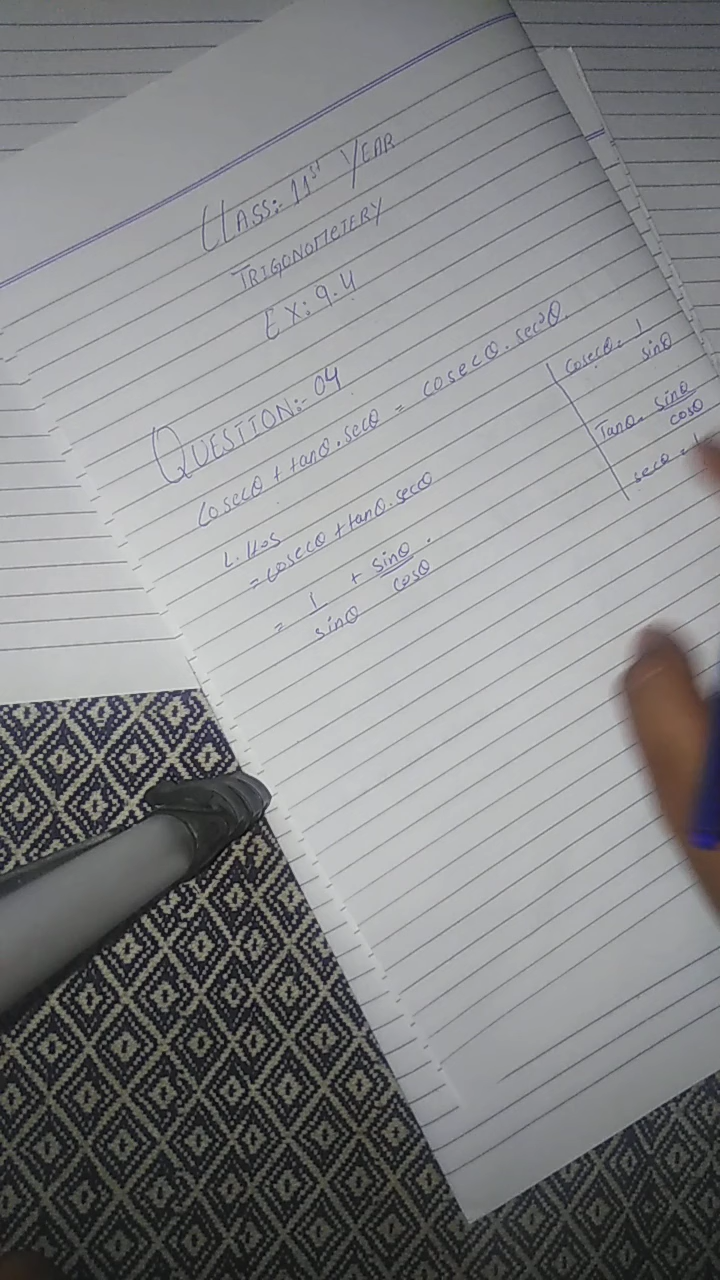 CLASS:- 11st YEAR
TRIGONOMETERY
EX: 9.4
QUESTION:- 04
cosecθ + tanθ.secθ = cosecθ.sec²θ.
L.H.S
= cosecθ + tanθ.secθ
= 1/sinθ + sinθ/cosθ .
cosecθ = 1/sinθ
Tanθ = sinθ/cosθ
secθ =